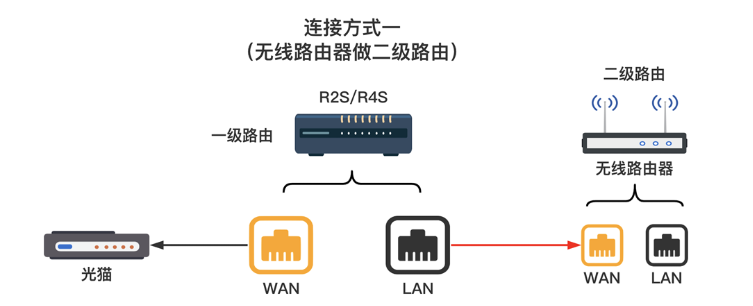 连接方式一
（无线路由器做二级路由）
二级路由
R2S/R4S
一级路由
无线路由器
光猫
WAN
LAN
WAN
LAN